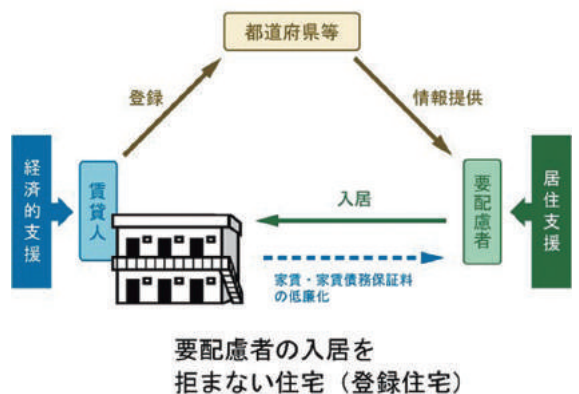 都道府県等
登録
情報提供
経済的支援
賃貸人
入居
要配慮者
居住支援
家賃・家賃債務保証料
の低廉化
要配慮者の入居を
拒まない住宅（登録住宅）